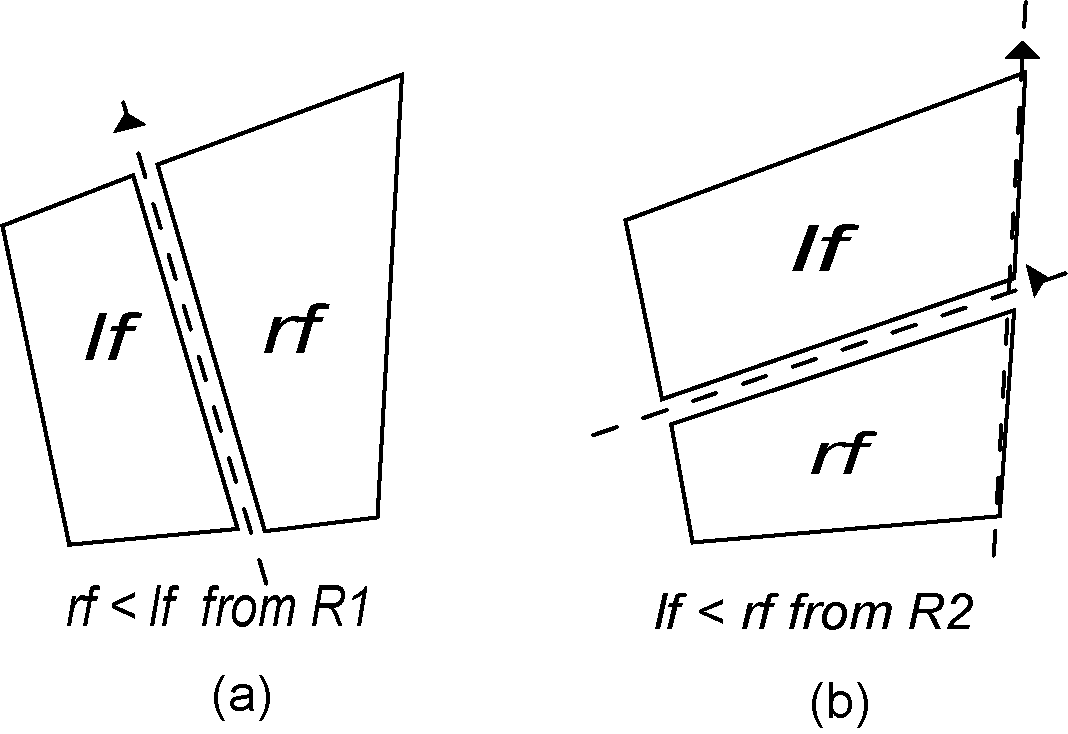 lf
rf
lf
rf
rf < lf from R1
lf < rf from R2
(a)
(b)